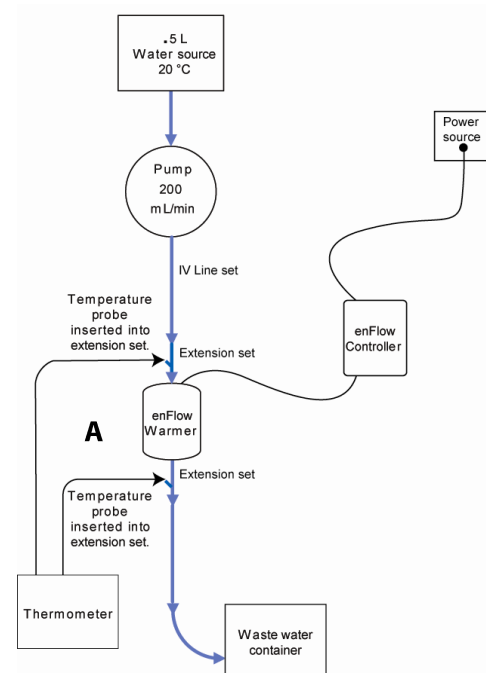 .5 L
Water source
20 °C
Power
source
Pump
200
mL/min
IV Line set
Temperature
probe
inserted into
extension set.
Extension set
enFlow
Controller
enFlow
Warmer
A
Extension set
Temperature
probe
inserted into
extension set.
Thermometer
Waste water
container